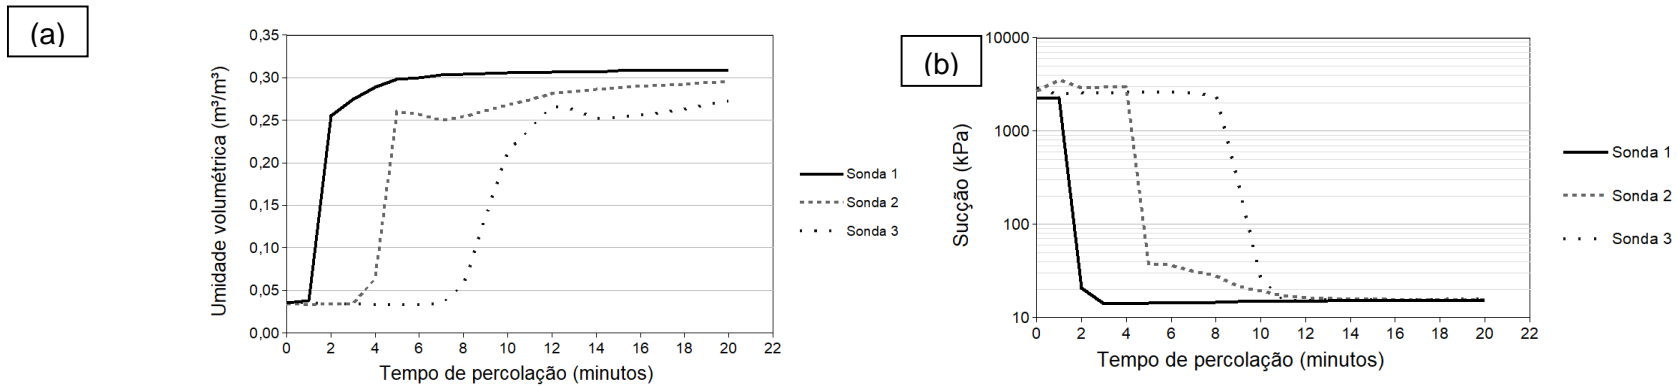 (a)
0,35
0,30
0,25
0,20
0,15
0,10
0,05
0,00
Umidade volumétrica (m³/m³)
0 2 4 6 8 10 12 14 16 18 20 22
Tempo de percolação (minutos)
Sonda 1
Sonda 2
Sonda 3
(b)
10000
1000
100
10
Sucção (kPa)
0 2 4 6 8 10 12 14 16 18 20 22
Tempo de percolação (minutos)
Sonda 1
Sonda 2
Sonda 3